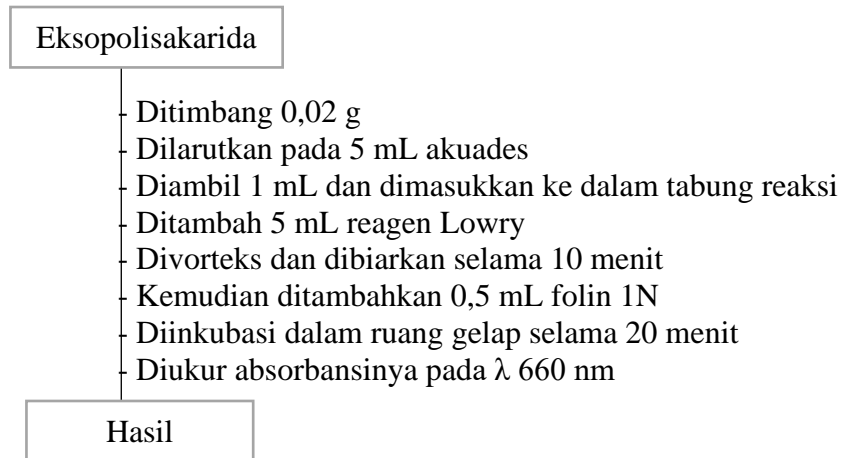 Eksopolisakarida
- Ditimbang 0,02 g
- Dilarutkan pada 5 mL akuades
- Diambil 1 mL dan dimasukkan ke dalam tabung reaksi
- Ditambah 5 mL reagen Lowry
- Divorteks dan dibiarkan selama 10 menit
- Kemudian ditambahkan 0,5 mL folin 1N
- Diinkubasi dalam ruang gelap selama 20 menit
- Diukur absorbansinya pada λ 660 nm
Hasil